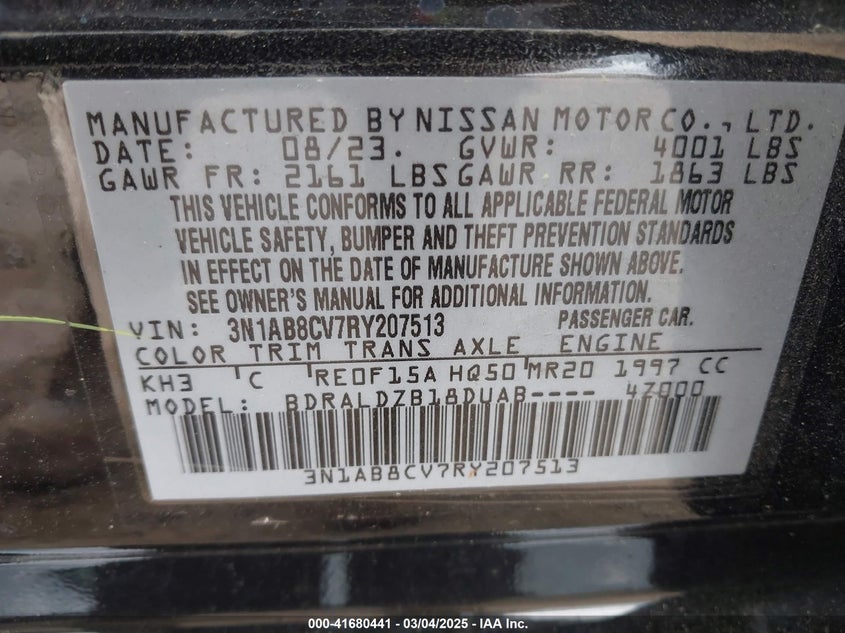 MANUFACTURED BY NISSAN MOTOR CO., LTD.
DATE: 08/23. GVWR: 4001 LBS
GAWR FR: 2161 LBS GAWR RR: 1863 LBS
THIS VEHICLE CONFORMS TO ALL APPLICABLE FEDERAL MOTOR
VEHICLE SAFETY, BUMPER AND THEFT PREVENTION STANDARDS
IN EFFECT ON THE DATE OF MANUFACTURE SHOWN ABOVE.
SEE OWNER'S MANUAL FOR ADDITIONAL INFORMATION.
VIN: 3N1AB8CV7RY207513 PASSENGER CAR.
COLOR TRIM TRANS AXLE ENGINE
KH3 C RE0F15A HQ50 MR20 1997 CC
MODEL: BDRALDZB18DUAB---- 4Z000
3N1AB8CV7RY207513
000-41680441 - 03/04/2025 - IAA Inc.